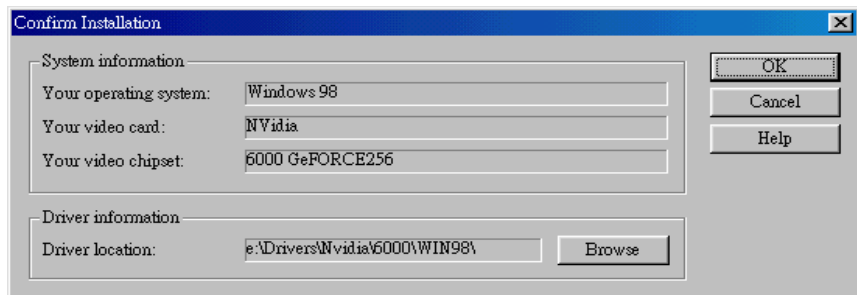 Confirm Installation
System information
Your operating system: Windows 98
Your video card: NVidia
Your video chipset: 6000 GeFORCE256
Driver information
Driver location: e:\Drivers\Nvidia\6000\WIN98\ Browse
OK
Cancel
Help